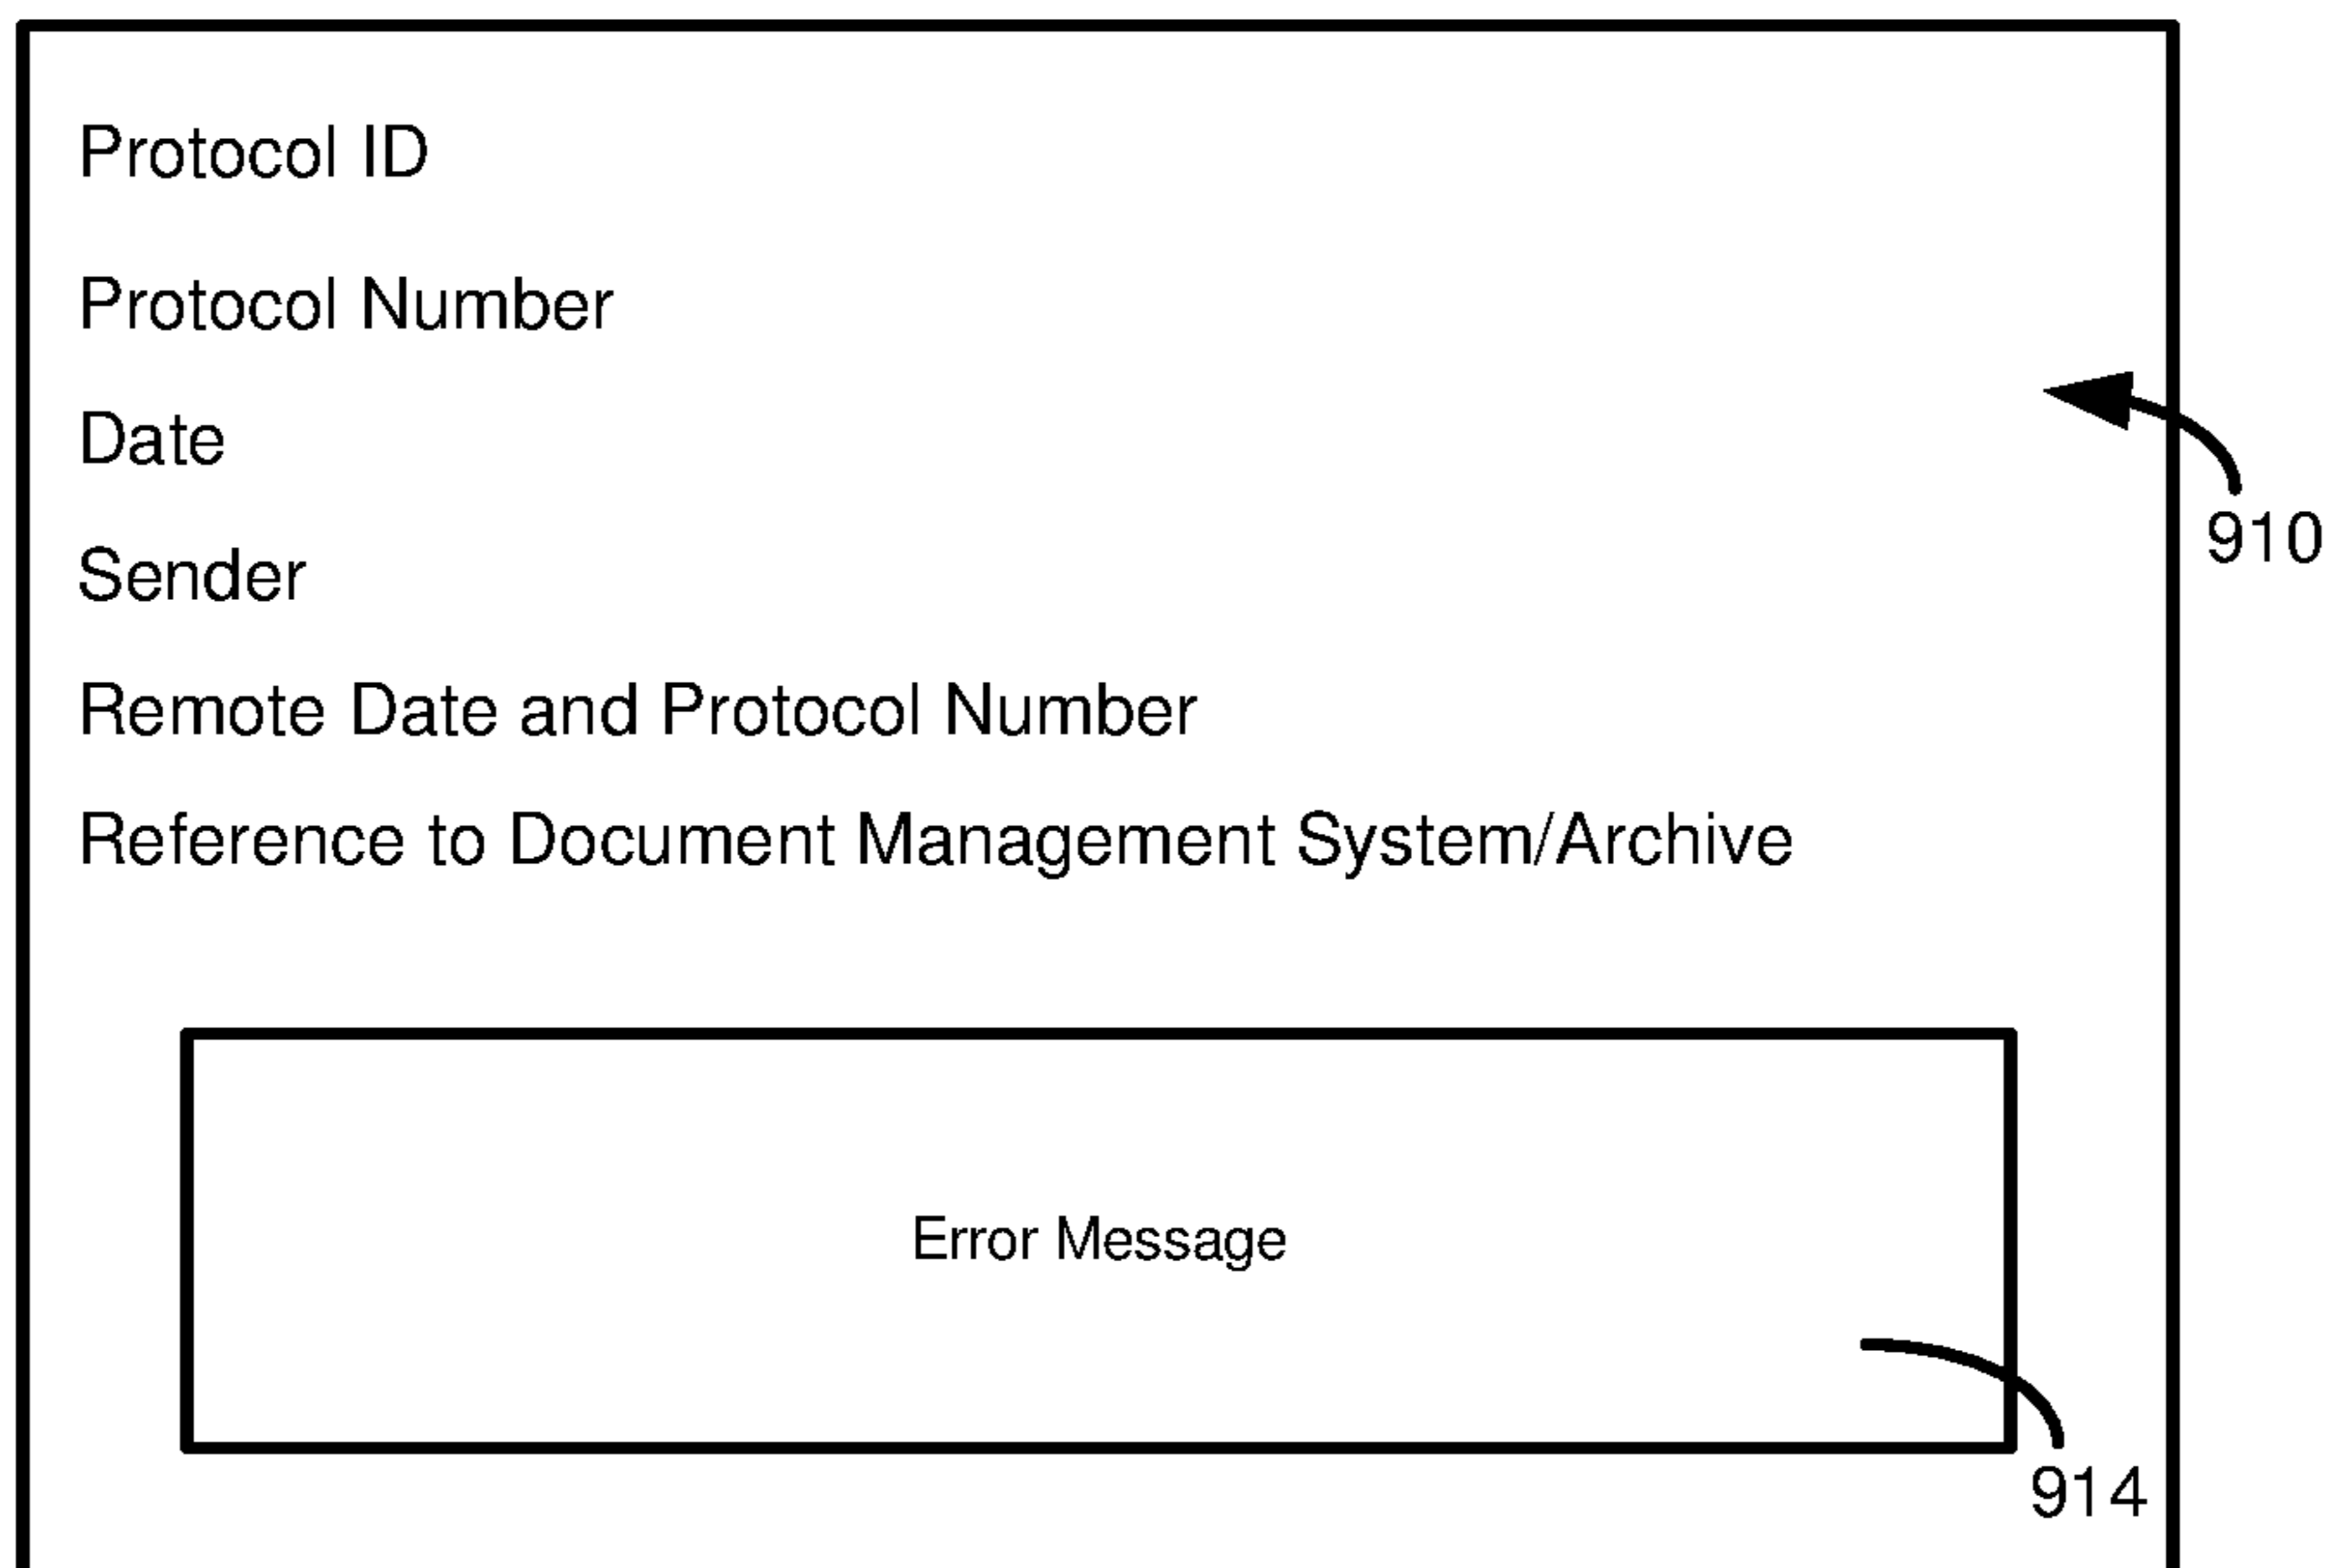 Protocol ID
Protocol Number
Date
Sender
910
Remote Date and Protocol Number
Reference to Document Management System/Archive
Error Message
914